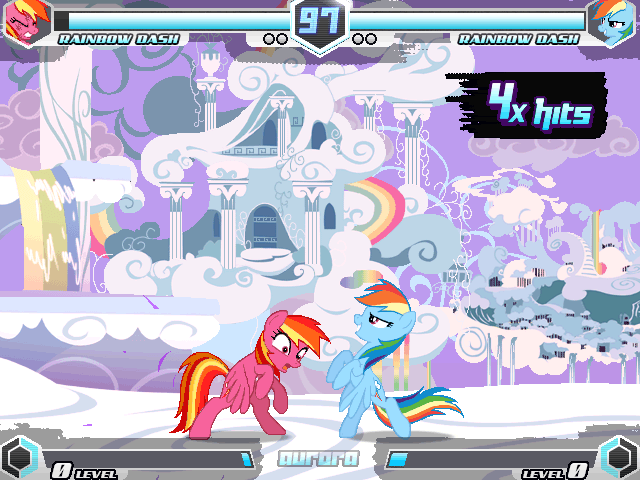 97
RAINBOW DASH
RAINBOW DASH
4x hits
aurora
0 LEVEL
LEVEL 0